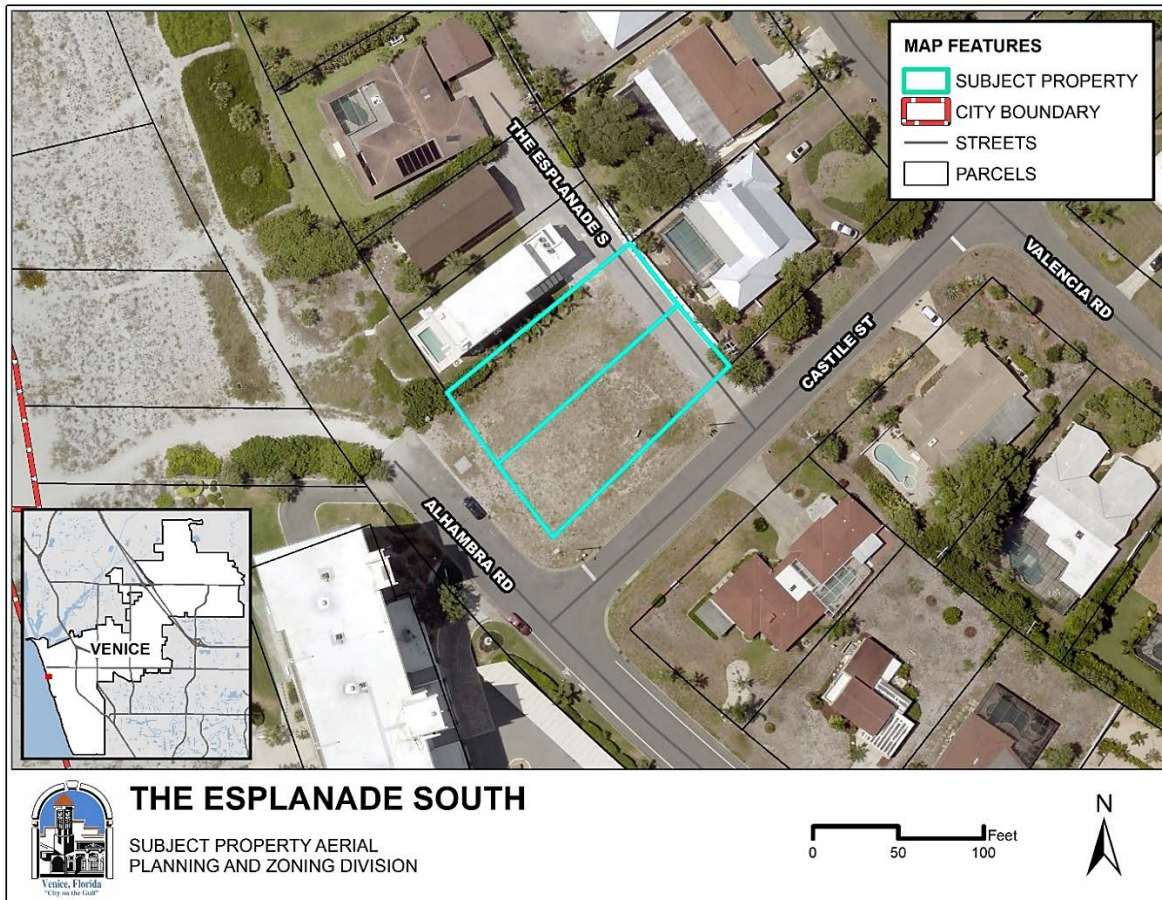 MAP FEATURES
SUBJECT PROPERTY
CITY BOUNDARY
STREETS
PARCELS
THE ESPLANADE S
VALENCIA RD
CASTILE ST
ALHAMBRA RD
VENICE
THE ESPLANADE SOUTH
SUBJECT PROPERTY AERIAL
PLANNING AND ZONING DIVISION
Venice, Florida
"City on the Gulf"
Feet
0 50 100
N